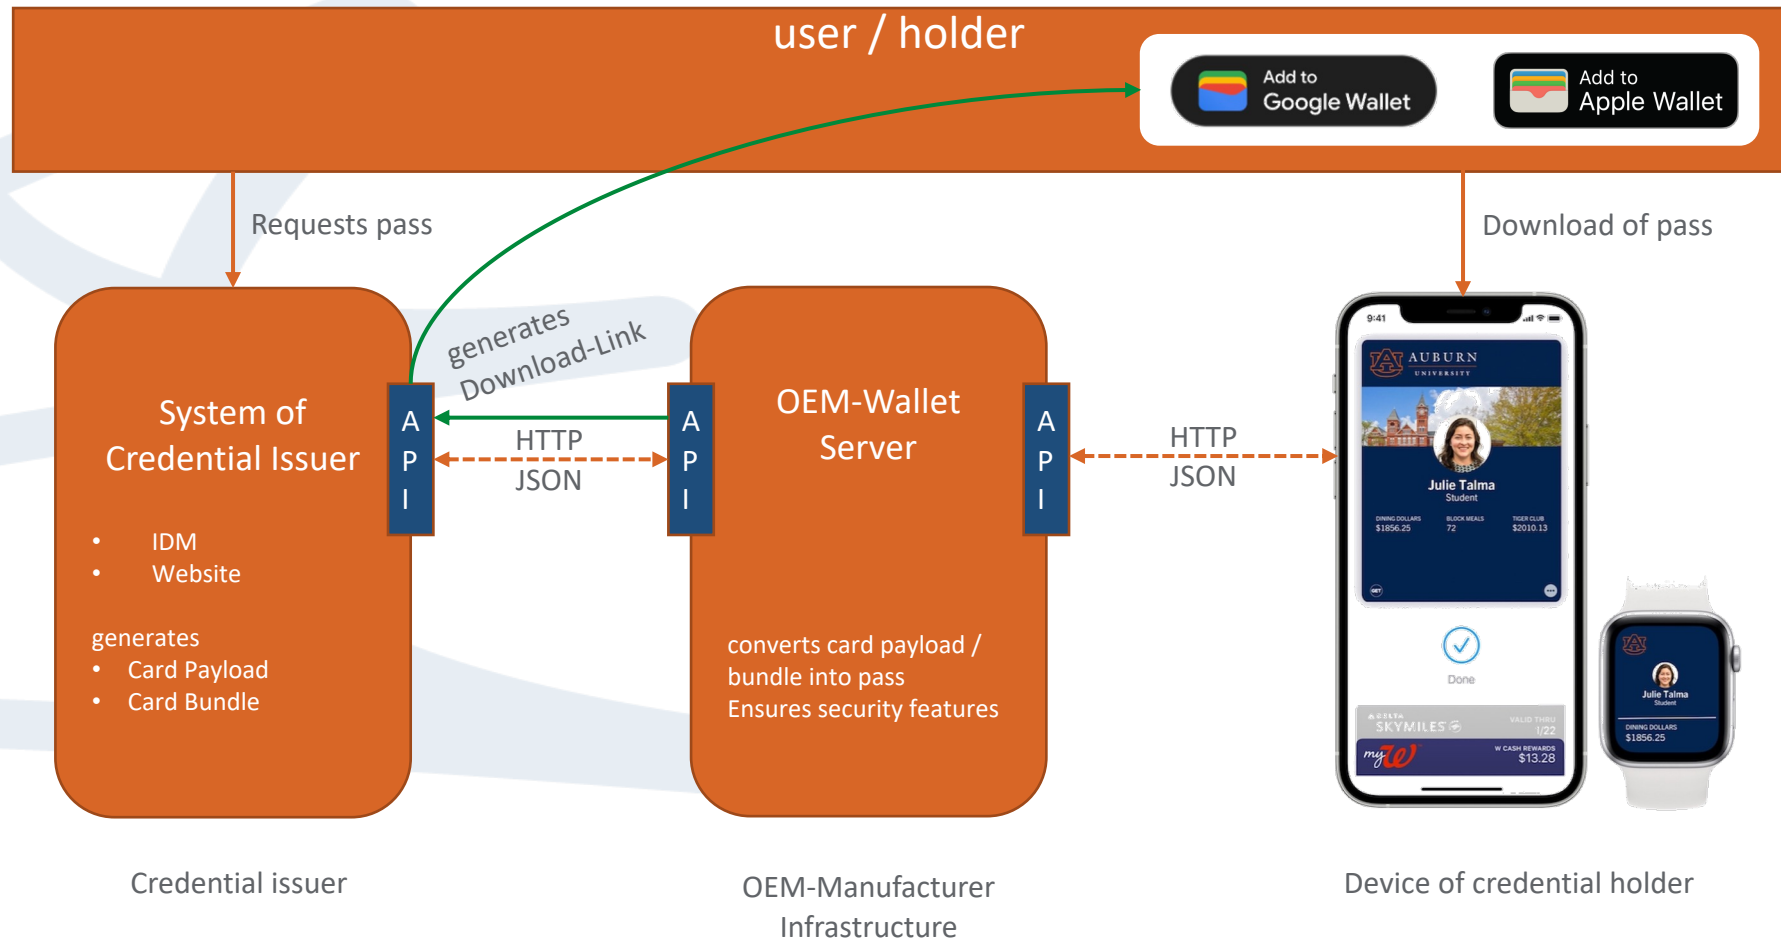 user / holder
Add to
Google Wallet
Add to
Apple Wallet
Requests pass
Download of pass
generates
Download-Link
System of
Credential Issuer
• IDM
• Website
generates
• Card Payload
• Card Bundle
A
P
I
HTTP
JSON
A
P
I
OEM-Wallet
Server
converts card payload /
bundle into pass
Ensures security features
A
P
I
HTTP
JSON
9:41
AUBURN
UNIVERSITY
Julie Talma
Student
DINING DOLLARS
$1856.25
BLOCK MEALS
72
TIGER CLUB
$2010.13
GET
Done
DELTA
SKYMILES
VALID THRU
1/22
my W
W CASH REWARDS
$13.28
Julie Talma
Student
DINING DOLLARS
$1856.25
Credential issuer
OEM-Manufacturer
Infrastructure
Device of credential holder